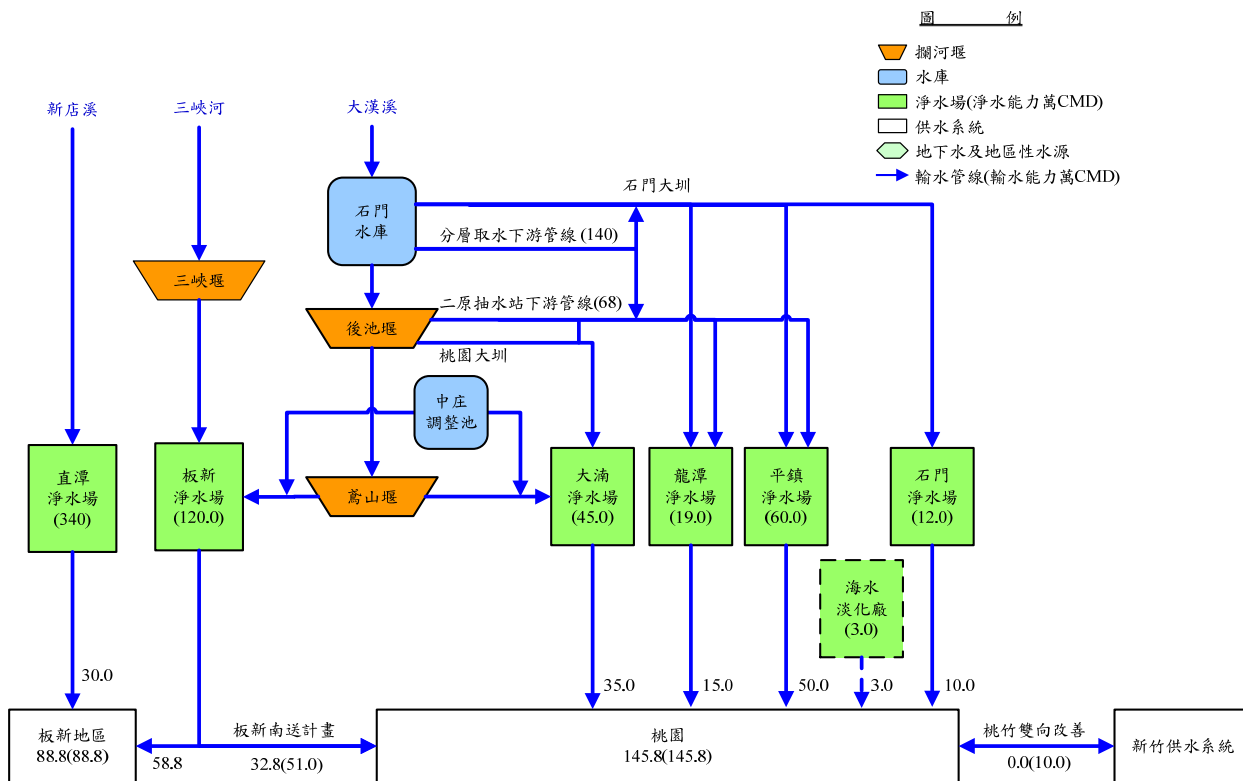 圖 例
攔河堰
水庫
淨水場(淨水能力萬CMD)
供水系統
地下水及地區性水源
輸水管線(輸水能力萬CMD)
新店溪
三峽河
大漢溪
石門大圳
石門
水庫
分層取水下游管線(140)
三峽堰
二原抽水站下游管線(68)
後池堰
桃園大圳
中庄
調整池
直潭
淨水場
(340)
板新
淨水場
(120.0)
鳶山堰
大湳
淨水場
(45.0)
龍潭
淨水場
(19.0)
平鎮
淨水場
(60.0)
石門
淨水場
(12.0)
海水
淡化廠
(3.0)
30.0
35.0
15.0
50.0
3.0
10.0
板新地區
88.8(88.8)
58.8
板新南送計畫
32.8(51.0)
桃園
145.8(145.8)
桃竹雙向改善
0.0(10.0)
新竹供水系統